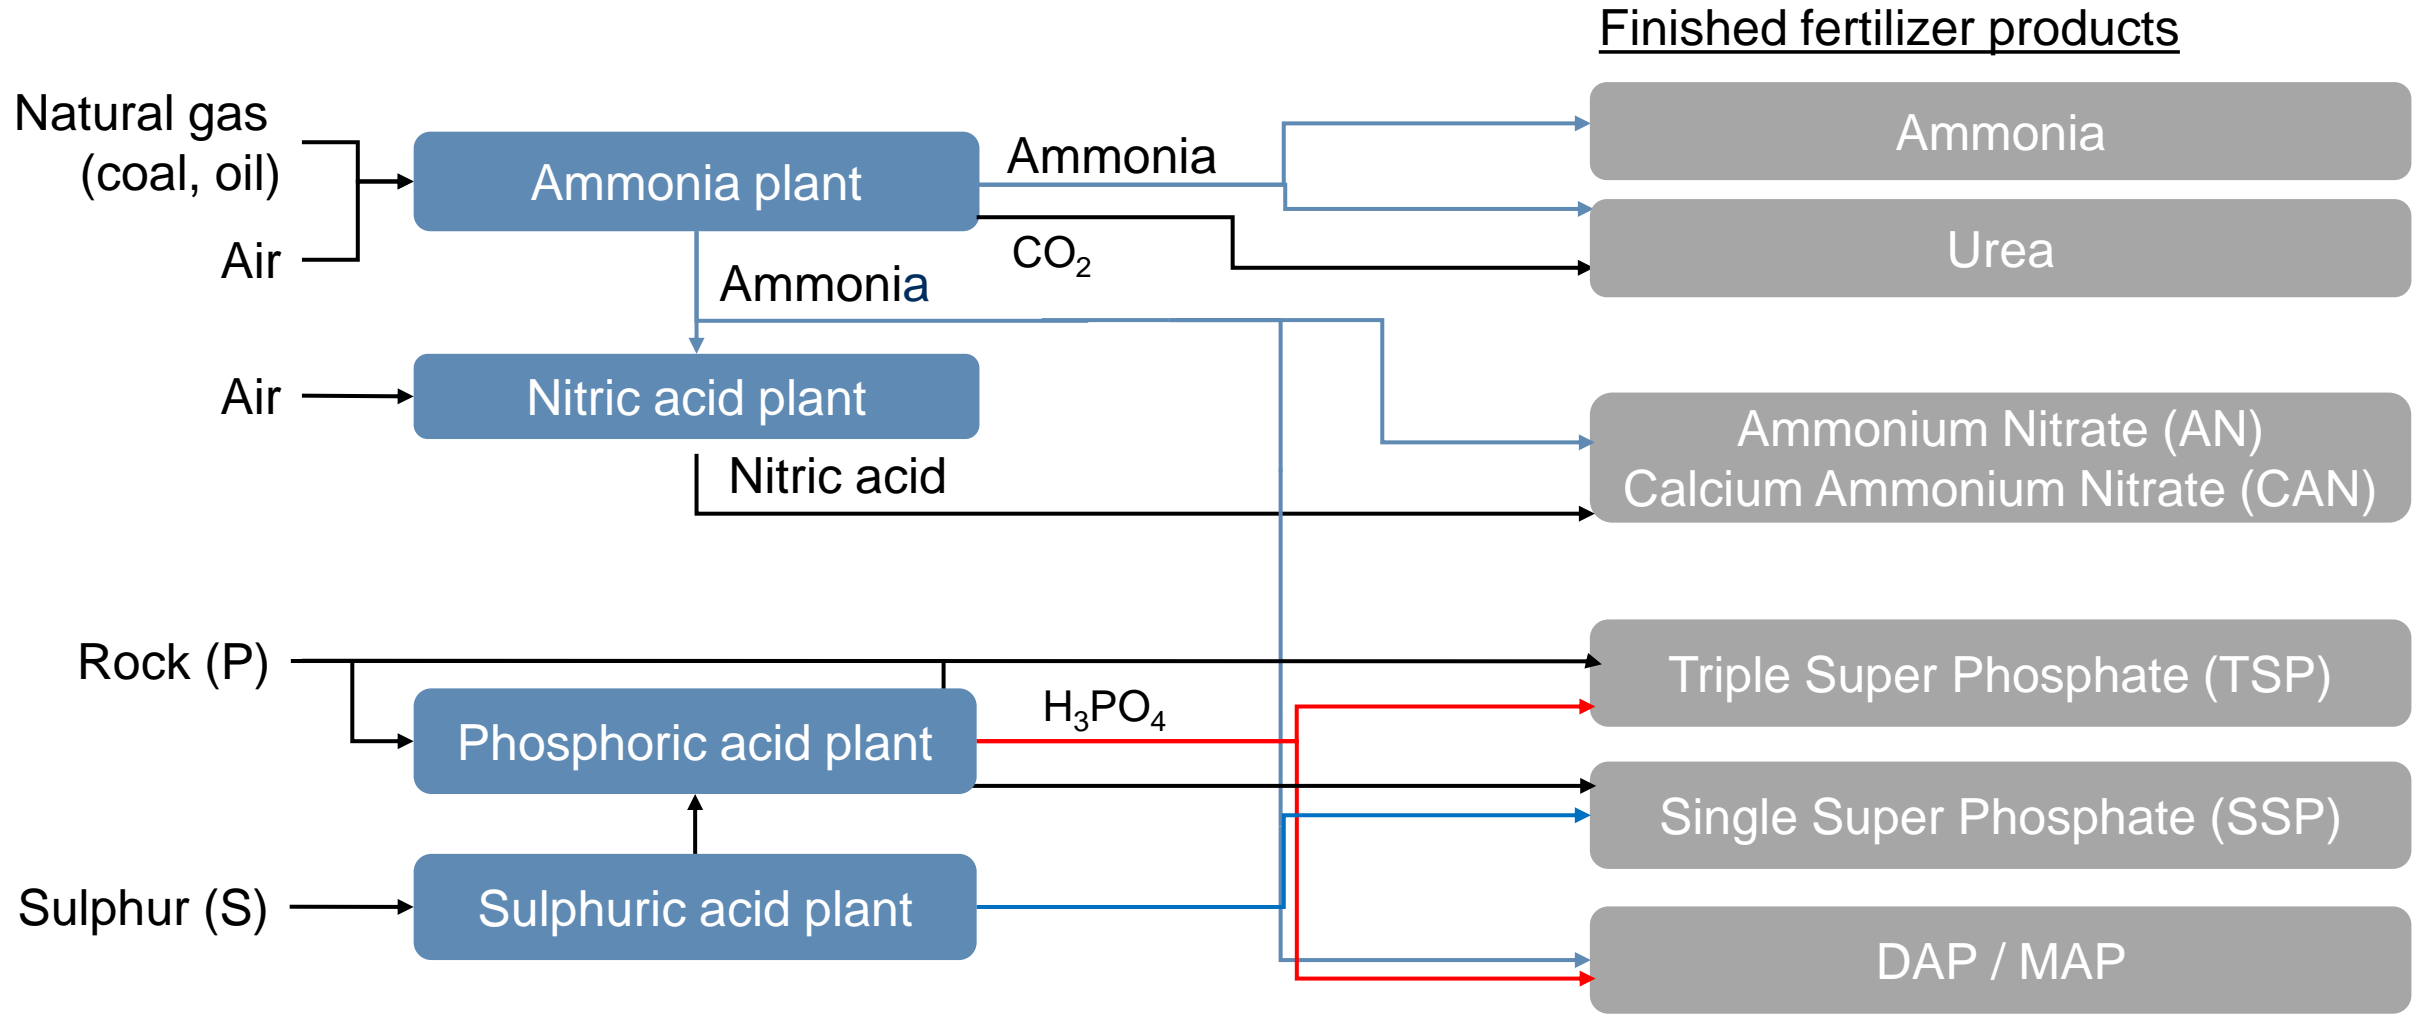 Finished fertilizer products
Natural gas
(coal, oil)
Air
Ammonia plant
Ammonia
CO₂
Ammonia
Urea
Ammonia
Air
Nitric acid plant
Nitric acid
Ammonium Nitrate (AN)
Calcium Ammonium Nitrate (CAN)
Rock (P)
Phosphoric acid plant
H₃PO₄
Triple Super Phosphate (TSP)
Single Super Phosphate (SSP)
Sulphur (S)
Sulphuric acid plant
DAP / MAP